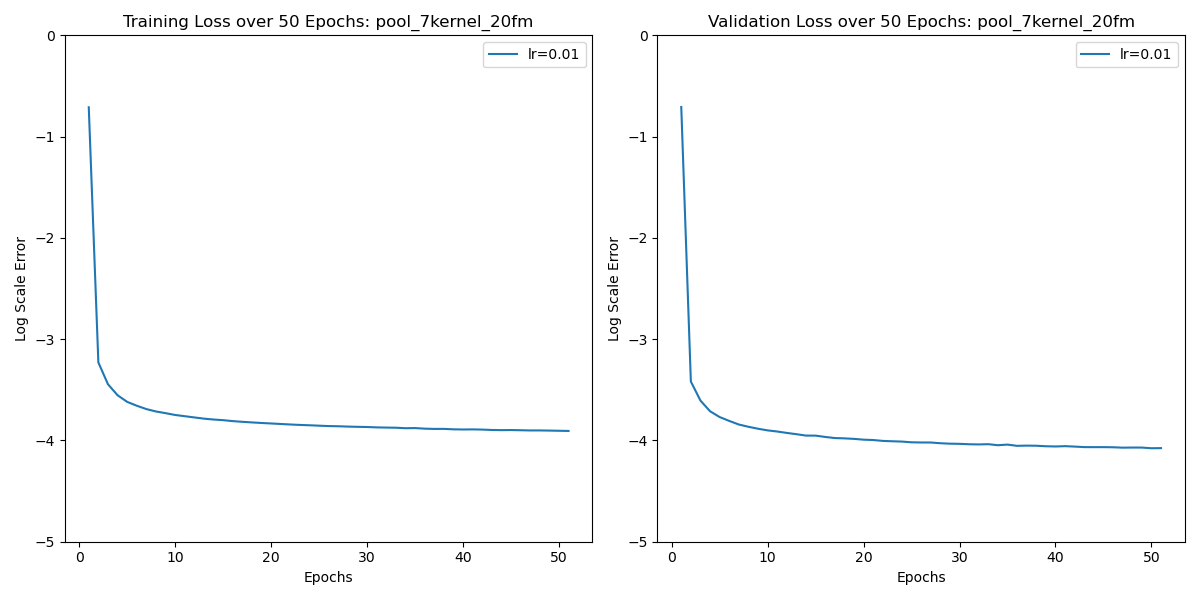 Training Loss over 50 Epochs: pool_7kernel_20fm
lr=0.01
0
−1
−2
−3
−4
−5
Log Scale Error
0 10 20 30 40 50
Epochs
Validation Loss over 50 Epochs: pool_7kernel_20fm
lr=0.01
0
−1
−2
−3
−4
−5
Log Scale Error
0 10 20 30 40 50
Epochs